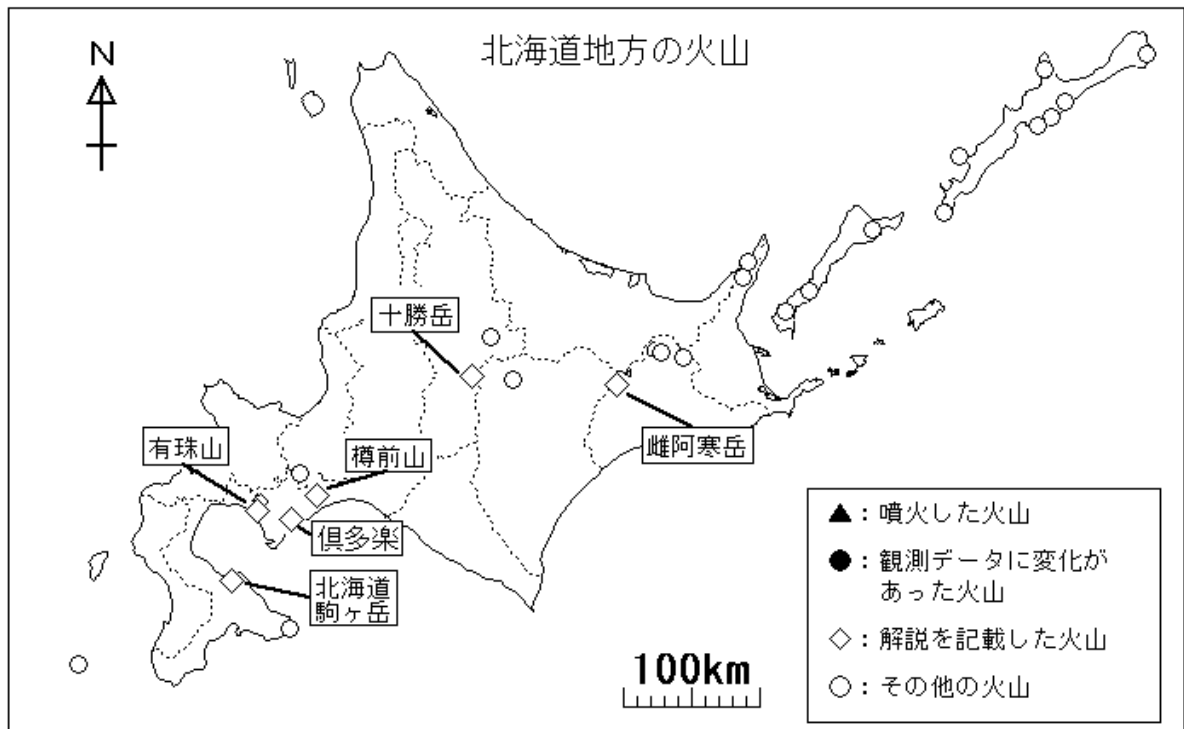 北海道地方の火山
N
十勝岳
有珠山
樽前山
雌阿寒岳
倶多楽
北海道
駒ヶ岳
100km
▲：噴火した火山
●：観測データに変化が
あった火山
◇：解説を記載した火山
○：その他の火山